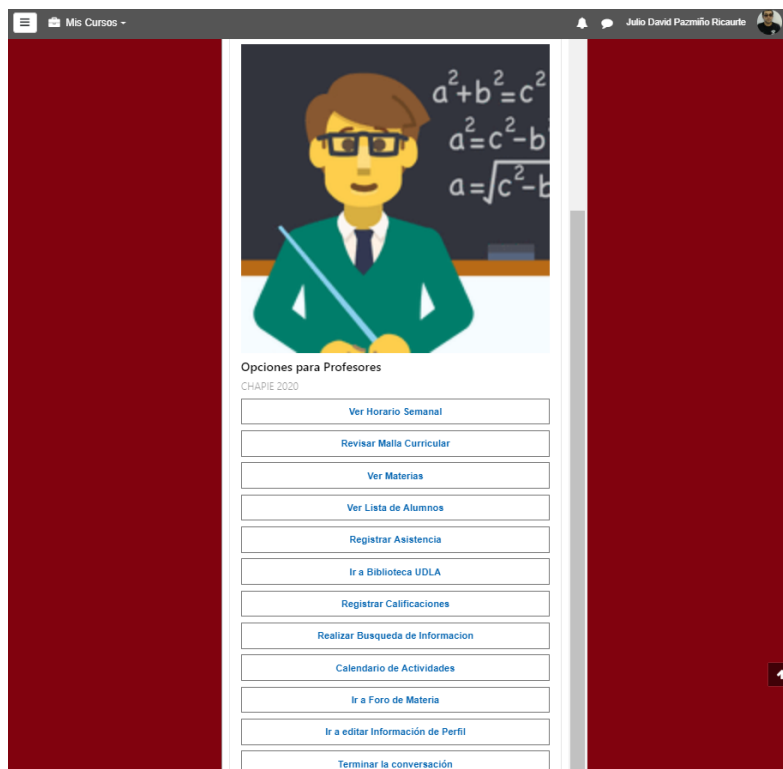 Mis Cursos
Julio David Pazmiño Ricaurte
a²+b²=c²
a²=c²-b
a=√c²-b
Opciones para Profesores
CHAPIE 2020
Ver Horario Semanal
Revisar Malla Curricular
Ver Materias
Ver Lista de Alumnos
Registrar Asistencia
Ir a Biblioteca UDLA
Registrar Calificaciones
Realizar Busqueda de Informacion
Calendario de Actividades
Ir a Foro de Materia
Ir a editar Información de Perfil
Terminar la conversación